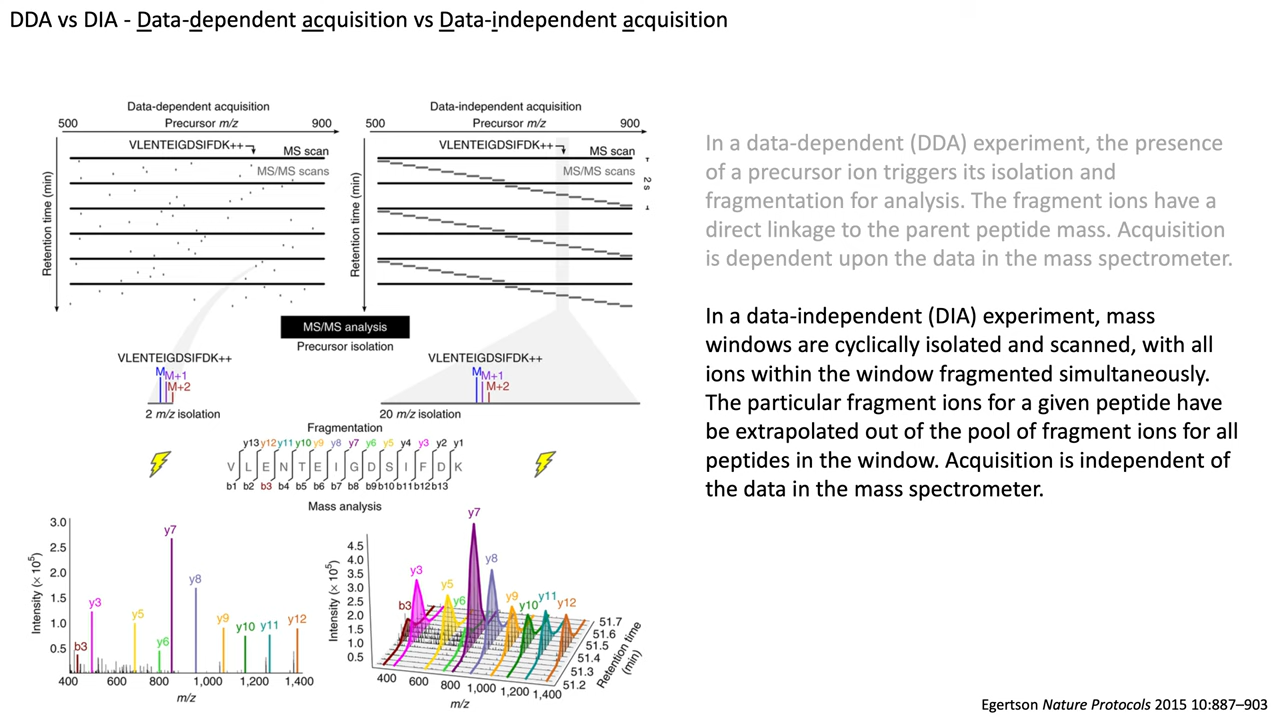 DDA vs DIA - Data-dependent acquisition vs Data-independent acquisition
Data-dependent acquisition
500 Precursor m/z 900
VLENTEIGDSIFDK++
MS scan
MS/MS scans
Retention time (min)
Data-independent acquisition
500 Precursor m/z 900
VLENTEIGDSIFDK++
MS scan
MS/MS scans
2 s
Retention time (min)
MS/MS analysis
Precursor isolation
VLENTEIGDSIFDK++
M
M+1
M+2
2 m/z isolation
VLENTEIGDSIFDK++
M
M+1
M+2
20 m/z isolation
Fragmentation
y13 y12 y11 y10 y9 y8 y7 y6 y5 y4 y3 y2 y1
V L E N T E I G D S I F D K
b1 b2 b3 b4 b5 b6 b7 b8 b9 b10 b11 b12 b13
Mass analysis
Intensity (× 10⁵)
3.0
2.5
2.0
1.5
1.0
0.5
b3
y3
y5
y6
y7
y8
y9
y10
y11
y12
400 600 800 1,000 1,200 1,400
m/z
Intensity (× 10⁵)
4.5
4.0
3.5
3.0
2.5
2.0
1.5
1.0
0.5
b3
y3
y5
y6
y7
y8
y9
y10
y11
y12
400 600 800 1,000 1,200 1,400
m/z
51.7
51.6
51.5
51.4
51.3
51.2
Retention time
(min)
In a data-dependent (DDA) experiment, the presence
of a precursor ion triggers its isolation and
fragmentation for analysis. The fragment ions have a
direct linkage to the parent peptide mass. Acquisition
is dependent upon the data in the mass spectrometer.
In a data-independent (DIA) experiment, mass
windows are cyclically isolated and scanned, with all
ions within the window fragmented simultaneously.
The particular fragment ions for a given peptide have
be extrapolated out of the pool of fragment ions for all
peptides in the window. Acquisition is independent of
the data in the mass spectrometer.
Egertson Nature Protocols 2015 10:887–903